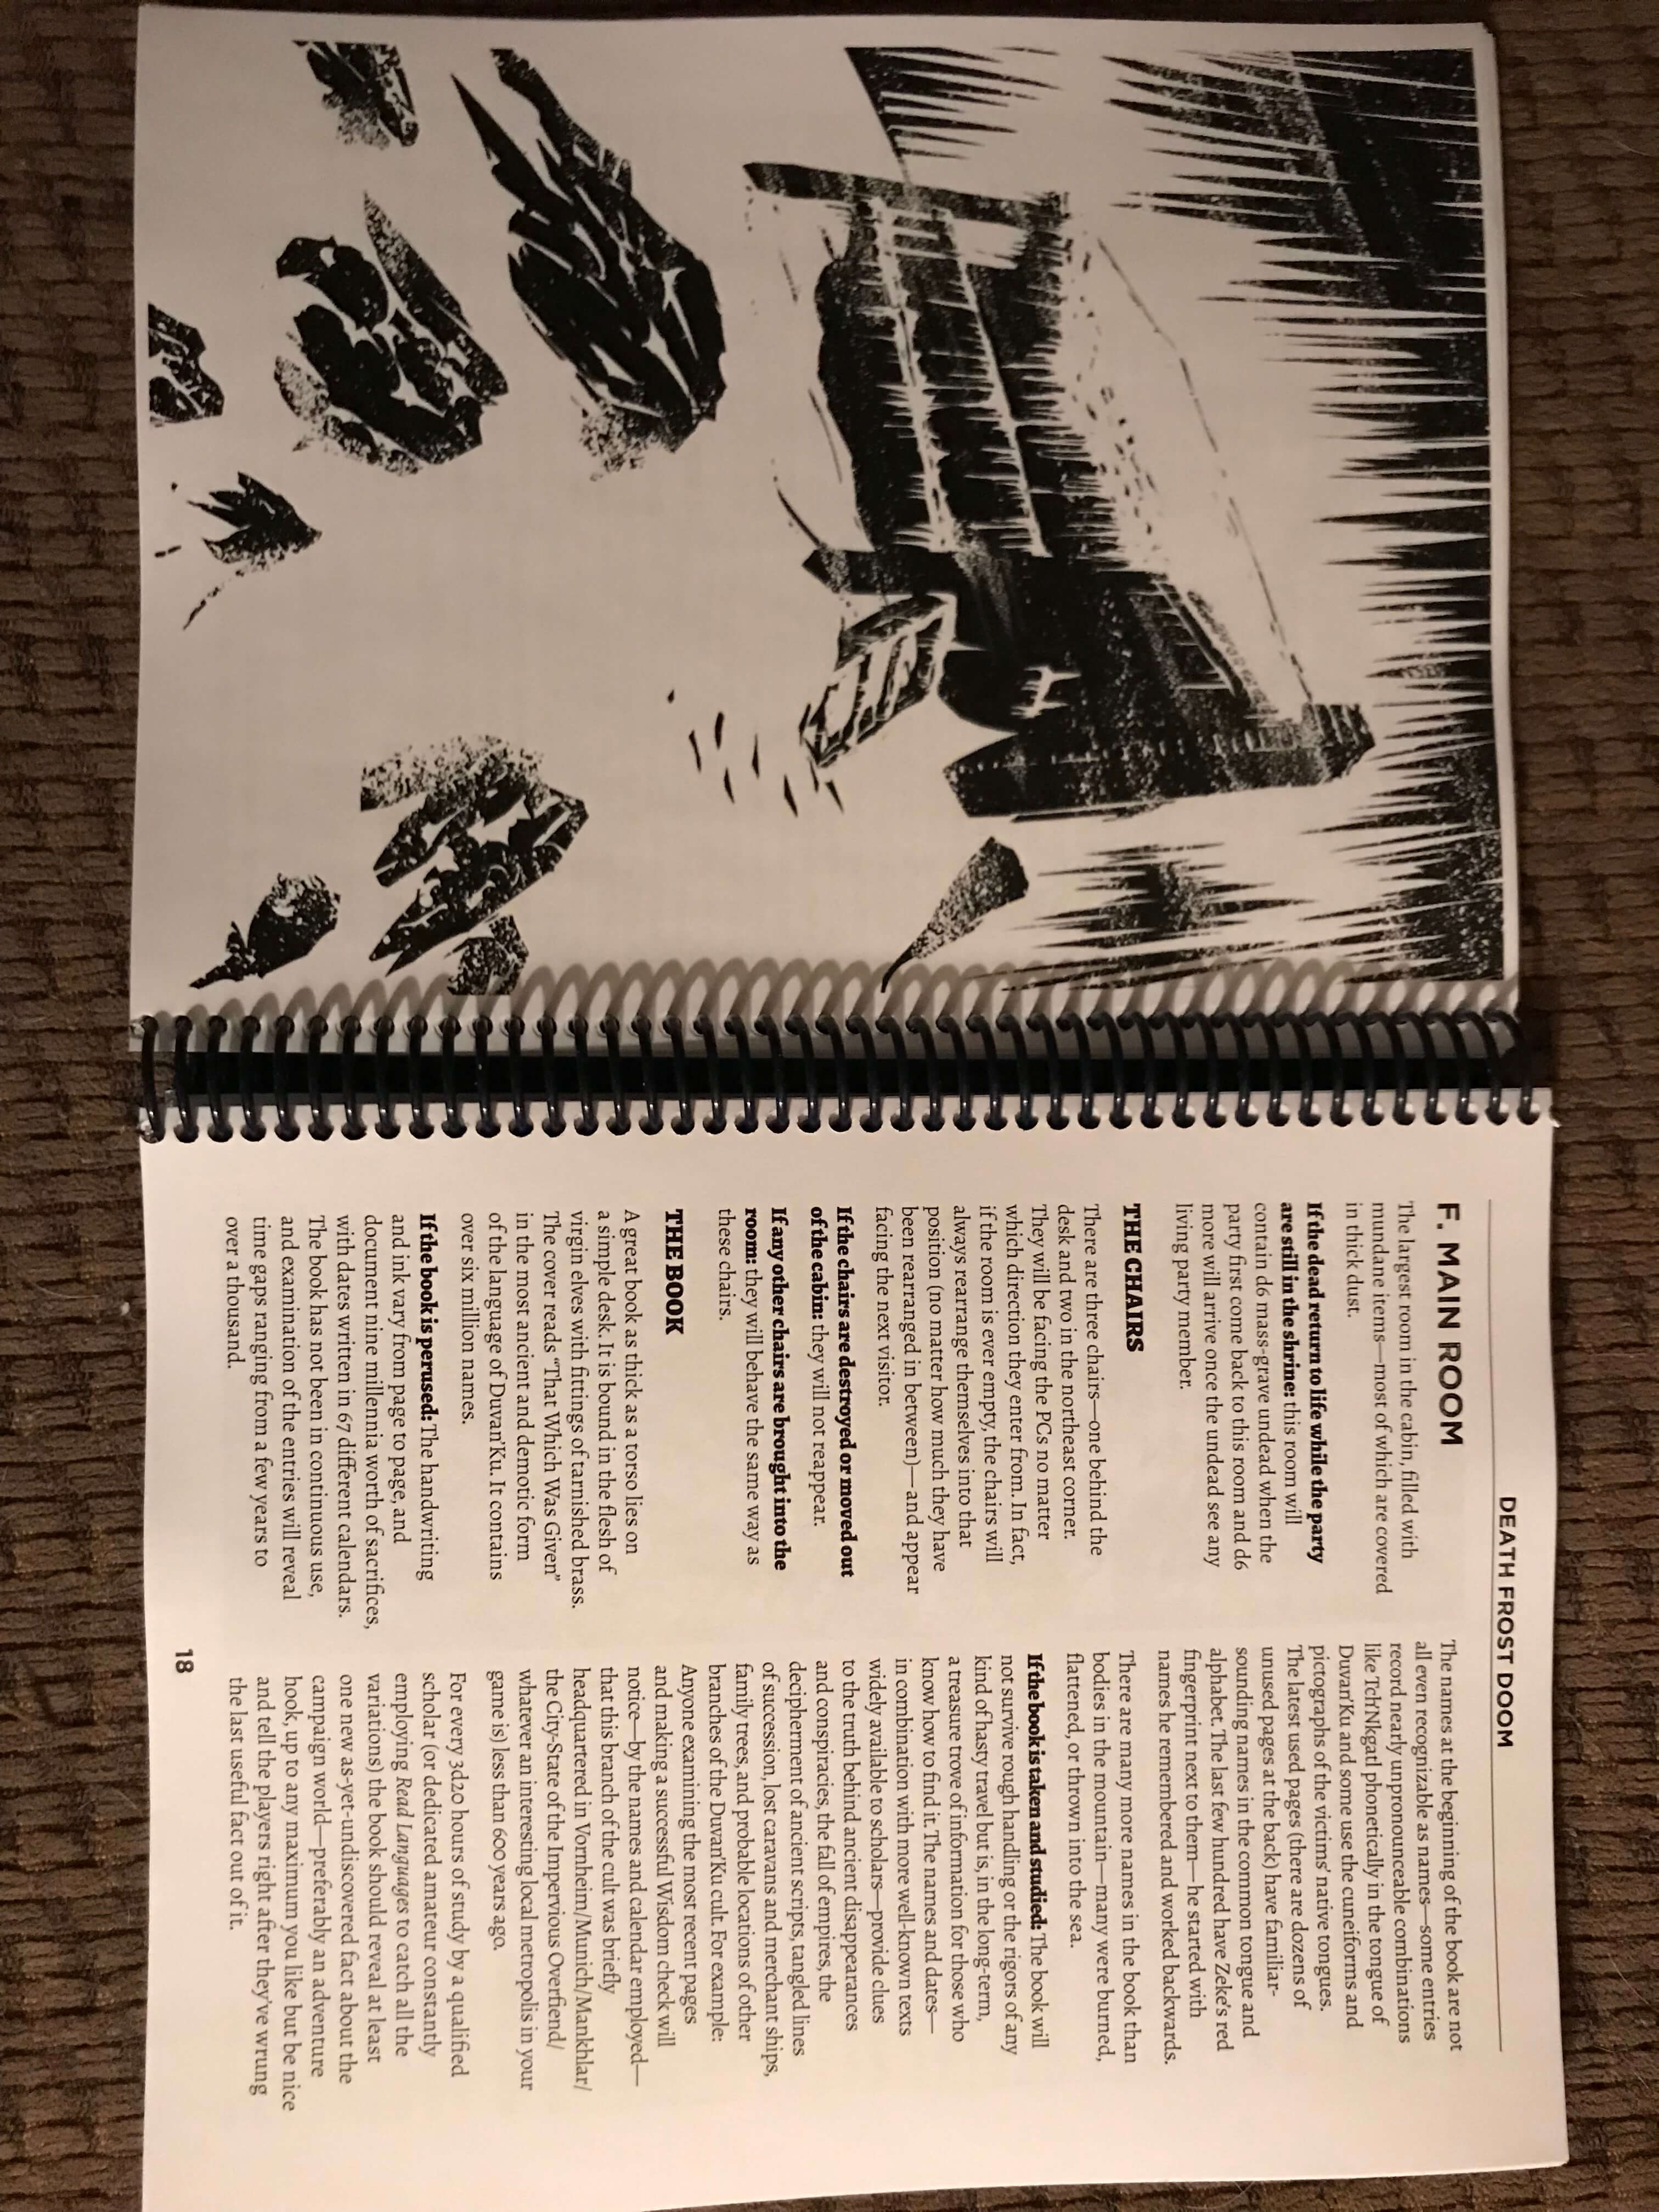 DEATH FROST DOOM
F. MAIN ROOM
The largest room in the cabin, filled with
mundane items—most of which are covered
in thick dust.
If the dead return to life while the party
are still in the shrine: this room will
contain d6 mass-grave undead when the
party first come back to this room and d6
more will arrive once the undead see any
living party member.
THE CHAIRS
There are three chairs—one behind the
desk and two in the northeast corner.
They will be facing the PCs no matter
which direction they enter from. In fact,
if the room is ever empty, the chairs will
always rearrange themselves into that
position (no matter how much they have
been rearranged in between)—and appear
facing the next visitor.
If the chairs are destroyed or moved out
of the cabin: they will not reappear.
If any other chairs are brought into the
room: they will behave the same way as
these chairs.
THE BOOK
A great book as thick as a torso lies on
a simple desk. It is bound in the flesh of
virgin elves with fittings of tarnished brass.
The cover reads “That Which Was Given”
in the most ancient and demotic form
of the language of Duvan'Ku. It contains
over six million names.
If the book is perused: The handwriting
and ink vary from page to page, and
document nine millennia worth of sacrifices,
with dates written in 67 different calendars.
The book has not been in continuous use,
and examination of the entries will reveal
time gaps ranging from a few years to
over a thousand.
The names at the beginning of the book are not
all even recognizable as names—some entries
record nearly unpronounceable combinations
like TchrNkgatl phonetically in the tongue of
Duvan'Ku and some use the cuneiforms and
pictographs of the victims' native tongues.
The latest used pages (there are dozens of
unused pages at the back) have familiar-
sounding names in the common tongue and
alphabet. The last few hundred have Zeke's red
fingerprint next to them—he started with
names he remembered and worked backwards.
There are many more names in the book than
bodies in the mountain—many were burned,
flattened, or thrown into the sea.
If the book is taken and studied: The book will
not survive rough handling or the rigors of any
kind of hasty travel but is, in the long-term,
a treasure trove of information for those who
know how to find it. The names and dates—
in combination with more well-known texts
widely available to scholars—provide clues
to the truth behind ancient disappearances
and conspiracies, the fall of empires, the
decipherment of ancient scripts, tangled lines
of succession, lost caravans and merchant ships,
family trees, and probable locations of other
branches of the Duvan'Ku cult. For example:
Anyone examining the most recent pages
and making a successful Wisdom check will
notice—by the names and calendar employed—
that this branch of the cult was briefly
headquartered in Vornheim/Munich/Mankhlar/
the City-State of the Impervious Overfiend/
whatever an interesting local metropolis in your
game is) less than 600 years ago.
For every 3d20 hours of study by a qualified
scholar (or dedicated amateur constantly
employing Read Languages to catch all the
variations) the book should reveal at least
one new as-yet-undiscovered fact about the
campaign world—preferably an adventure
hook, up to any maximum you like but be nice
and tell the players right after they've wrung
the last useful fact out of it.
18